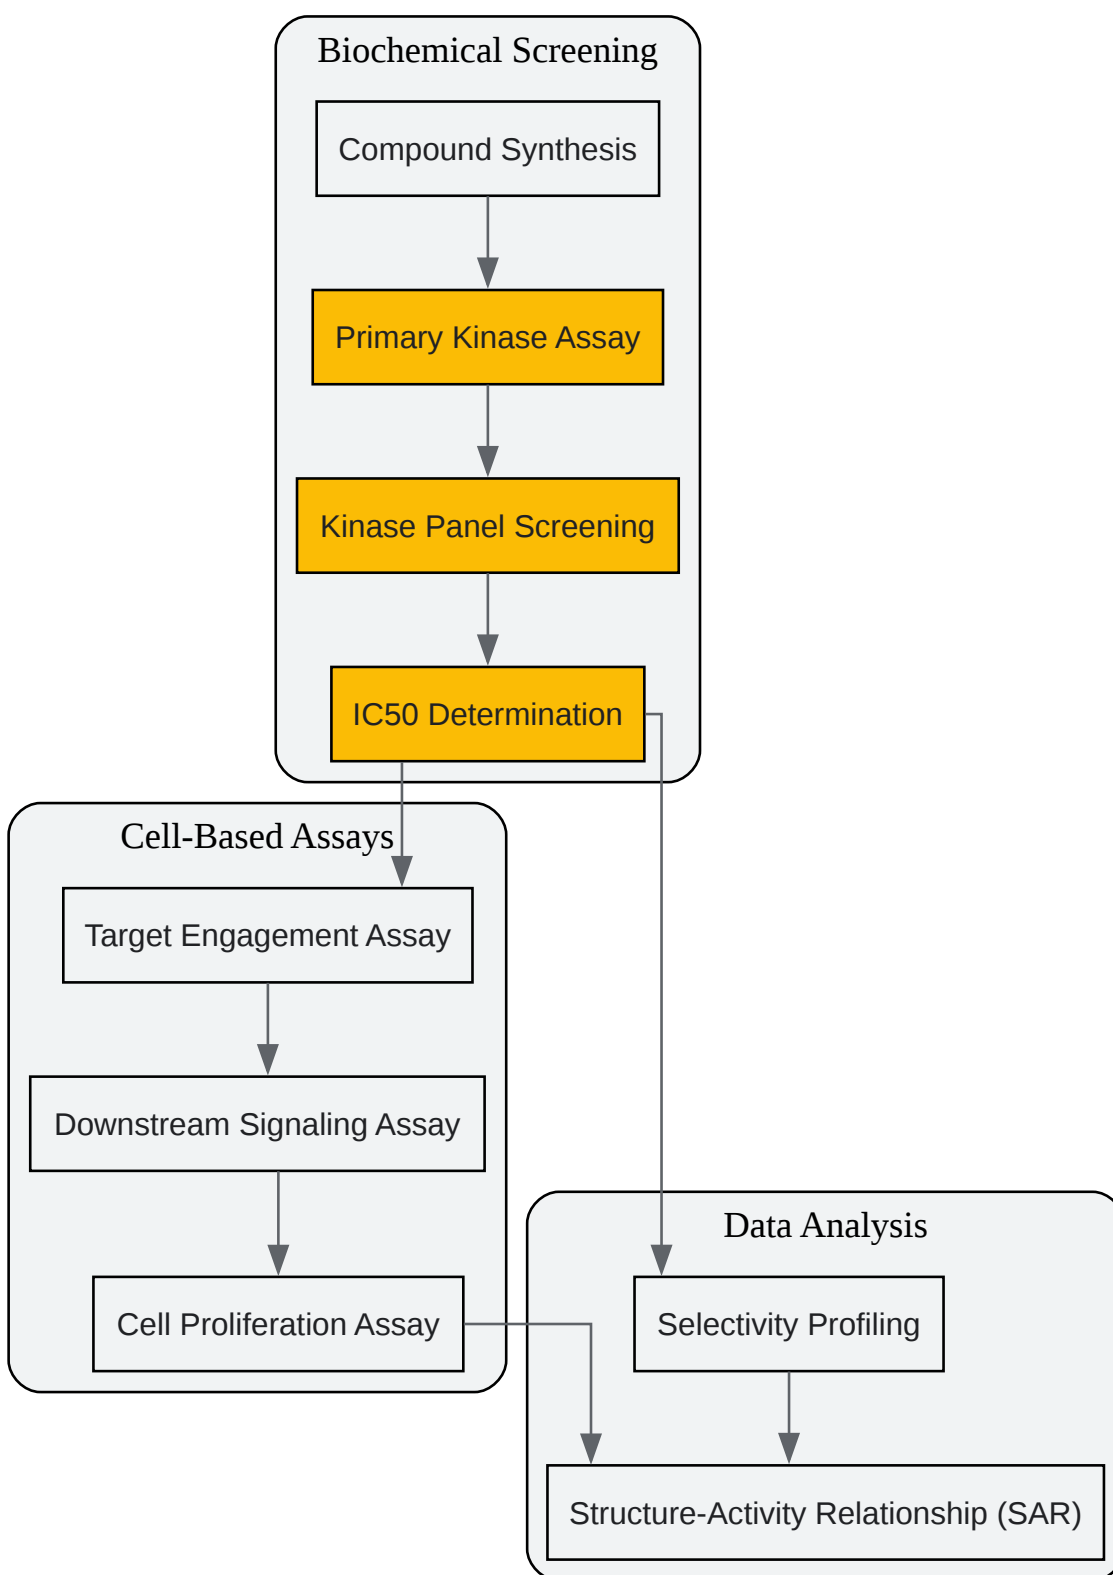 Biochemical Screening
Compound Synthesis
Primary Kinase Assay
Kinase Panel Screening
IC50 Determination
Cell-Based Assays
Target Engagement Assay
Downstream Signaling Assay
Cell Proliferation Assay
Data Analysis
Selectivity Profiling
Structure-Activity Relationship (SAR)